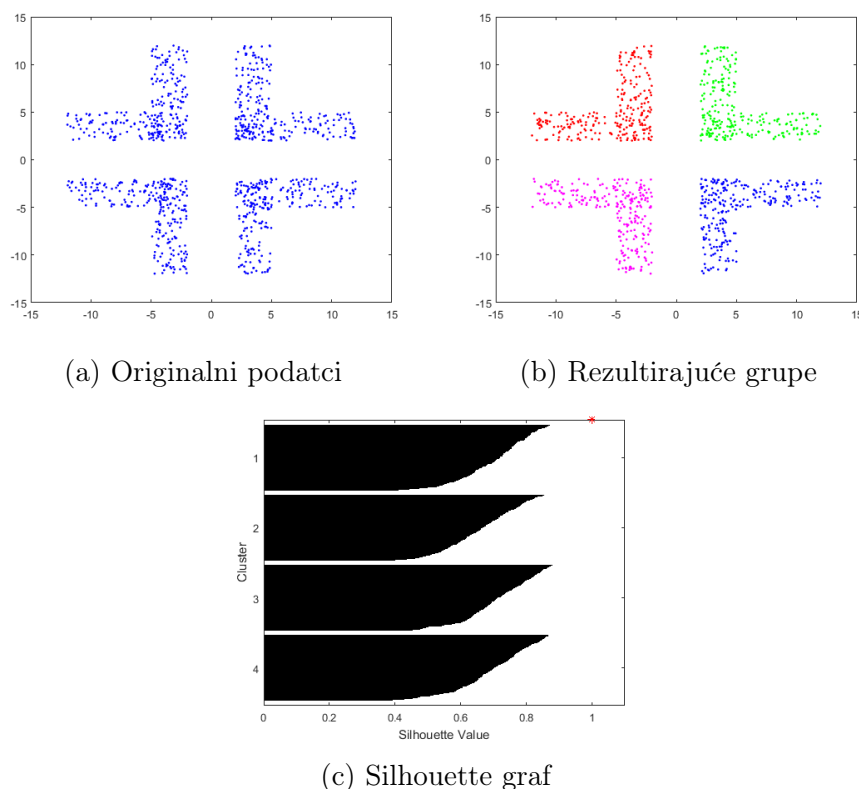 15
10
5
0
-5
-10
-15
-15 -10 -5 0 5 10 15
15
10
5
0
-5
-10
-15
-15 -10 -5 0 5 10 15
(a) Originalni podatci
(b) Rezultirajuće grupe
1
2
3
4
Cluster
0 0.2 0.4 0.6 0.8 1
Silhouette Value
(c) Silhouette graf